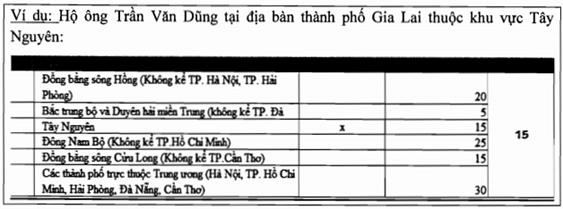 Ví dụ: Hộ ông Trần Văn Dũng tại địa bàn thành phố Gia Lai thuộc khu vực Tây
Nguyên:
Đồng bằng sông Hồng (Không kể TP. Hà Nội, TP. Hải
Phòng) 20
Bắc trung bộ và Duyên hải miền Trung (không kể TP. Đà 5
Tây Nguyên x 15 15
Đông Nam Bộ (Không kể TP.Hồ Chí Minh) 25
Đồng bằng sông Cửu Long (Không kể TP.Cần Thơ) 15
Các thành phố trực thuộc Trung ương (Hà Nội, TP. Hồ Chí
Minh, Hải Phòng, Đà Nẵng, Cần Thơ) 30